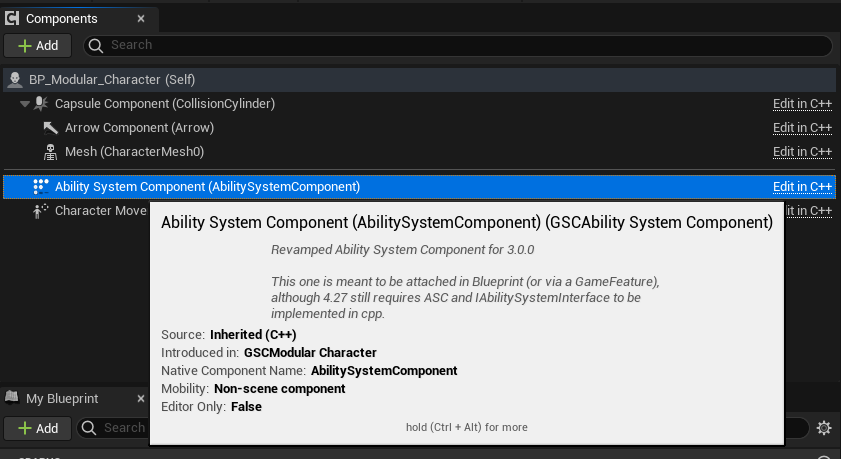 Components
Add
Search
BP_Modular_Character (Self)
Capsule Component (CollisionCylinder) Edit in C++
Arrow Component (Arrow) Edit in C++
Mesh (CharacterMesh0) Edit in C++
Ability System Component (AbilitySystemComponent) Edit in C++
Character Move dit in C++
Ability System Component (AbilitySystemComponent) (GSCAbility System Component)
Revamped Ability System Component for 3.0.0
This one is meant to be attached in Blueprint (or via a GameFeature),
although 4.27 still requires ASC and IAbilitySystemInterface to be
implemented in cpp.
Source: Inherited (C++)
Introduced in: GSCModular Character
Native Component Name: AbilitySystemComponent
Mobility: Non-scene component
Editor Only: False
hold (Ctrl + Alt) for more
My Blueprint
Add
Search